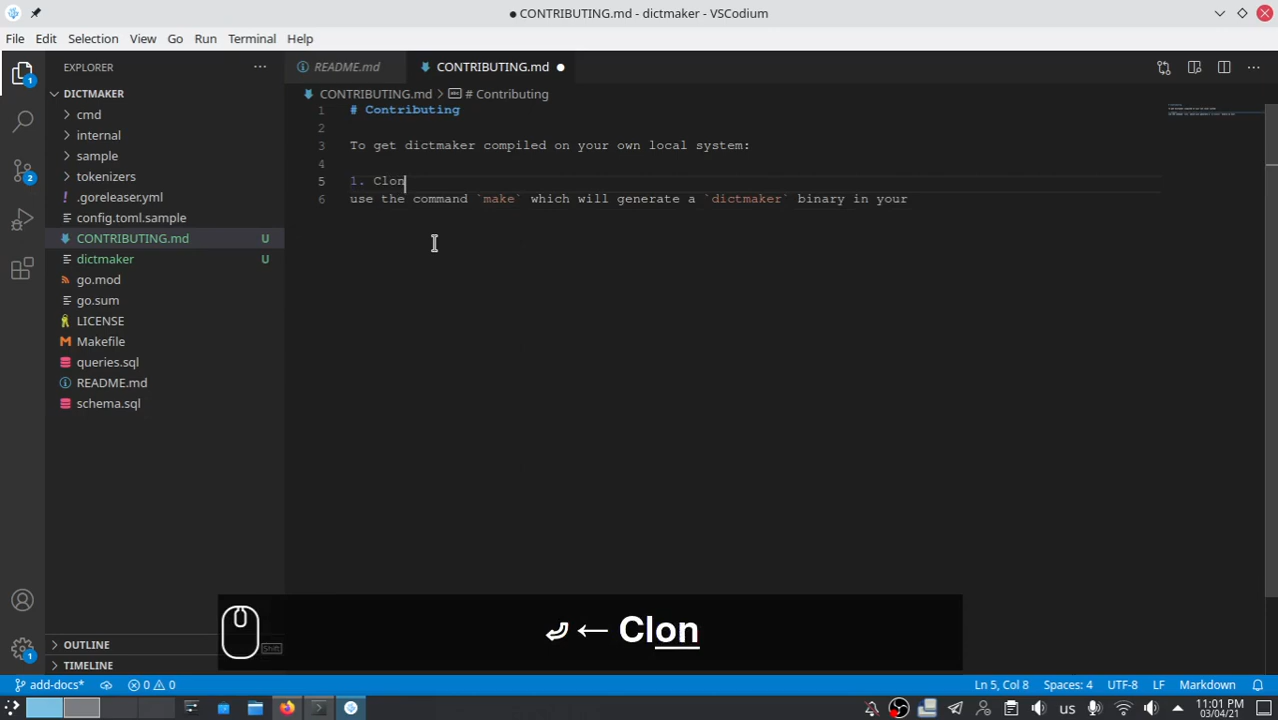 ● CONTRIBUTING.md - dictmaker - VSCodium
File Edit Selection View Go Run Terminal Help
EXPLORER
README.md
CONTRIBUTING.md
DICTMAKER
CONTRIBUTING.md > # Contributing
cmd
internal
sample
tokenizers
.goreleaser.yml
config.toml.sample
CONTRIBUTING.md U
dictmaker U
go.mod
go.sum
LICENSE
Makefile
queries.sql
README.md
schema.sql
OUTLINE
TIMELINE
1
2
1
1 # Contributing
2
3 To get dictmaker compiled on your own local system:
4
5 1. Clon
6 use the command `make` which will generate a `dictmaker` binary in your
Shift
⤶ ← Clon
add-docs* 0 0 Ln 5, Col 8 Spaces: 4 UTF-8 LF Markdown
us 11:01 PM
03/04/21